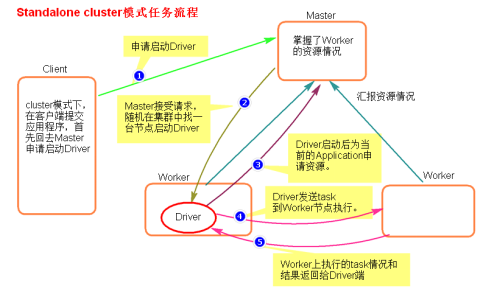 Standalone cluster模式任务流程
Master
掌握了Worker
的资源情况
申请启动Driver
1
Client
cluster模式下,
在客户端提交
应用程序,首
先回去Master
申请启动Driver
2
Master接受请求,
随机在集群中找一
台节点启动Driver
汇报资源情况
3
Driver启动后为当
前的Application申
请资源。
Worker
Worker
Driver
4
Driver发送task
到Worker节点执行。
5
Worker上执行的task情况和
结果返回给Driver端